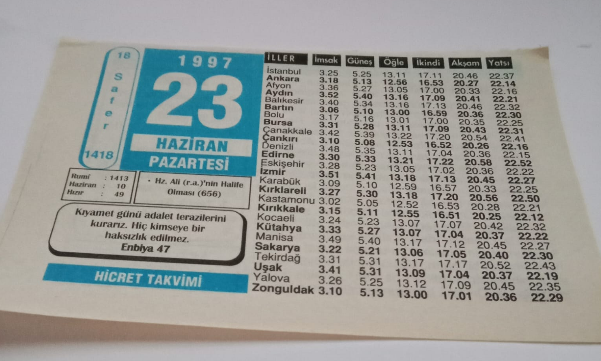 18
Safer
1418
1997
23
HAZİRAN
PAZARTESİ
Rumi : 1413
Haziran : 10
Hızır : 49
• Hz. Ali (r.a.)'nin Halife
Olması (656)
Kıyamet günü adalet terazilerini
kurarız. Hiç kimseye bir
haksızlık edilmez.
Enbiya 47
HİCRET TAKVİMİ
İLLER İmsak Güneş Öğle İkindi Akşam Yatsı
İstanbul 3.25 5.25 13.11 17.11 20.46 22.37
Ankara 3.18 5.13 12.56 16.53 20.27 22.14
Afyon 3.36 5.27 13.05 17.00 20.33 22.16
Aydın 3.52 5.40 13.16 17.09 20.41 22.21
Balıkesir 3.40 5.34 13.16 17.13 20.46 22.32
Bartın 3.06 5.10 13.00 16.59 20.36 22.30
Bolu 3.17 5.16 13.01 17.00 20.35 22.25
Bursa 3.31 5.28 13.11 17.09 20.43 22.31
Çanakkale 3.42 5.39 13.22 17.20 20.54 22.41
Çankırı 3.10 5.08 12.53 16.52 20.26 22.16
Denizli 3.48 5.35 13.11 17.04 20.36 22.15
Edirne 3.30 5.33 13.21 17.22 20.58 22.52
Eskişehir 3.28 5.23 13.05 17.02 20.36 22.22
İzmir 3.51 5.41 13.18 17.13 20.45 22.27
Karabük 3.09 5.10 12.59 16.57 20.33 22.25
Kırklareli 3.27 5.30 13.18 17.20 20.56 22.50
Kastamonu 3.02 5.05 12.52 16.53 20.28 22.21
Kırıkkale 3.15 5.11 12.55 16.51 20.25 22.12
Kocaeli 3.24 5.23 13.07 17.07 20.42 22.32
Kütahya 3.33 5.27 13.07 17.04 20.37 22.22
Manisa 3.49 5.40 13.17 17.12 20.45 22.27
Sakarya 3.22 5.21 13.06 17.05 20.40 22.30
Tekirdağ 3.31 5.31 13.17 17.17 20.52 22.43
Uşak 3.41 5.31 13.09 17.04 20.37 22.19
Yalova 3.26 5.25 13.12 17.09 20.45 22.35
Zonguldak 3.10 5.13 13.00 17.01 20.36 22.29